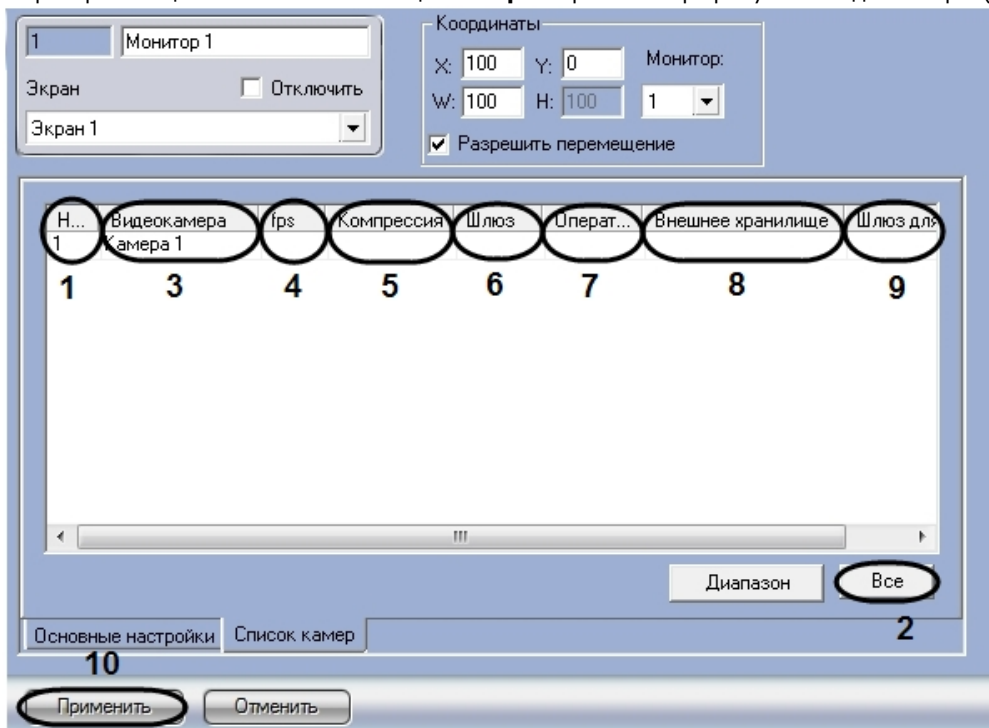 1 Монитор 1
Экран Отключить
Экран 1
Координаты
X: 100 Y: 0 Монитор:
W: 100 H: 100 1
Разрешить перемещение
Н... Видеокамера fps Компрессия Шлюз Операт... Внешнее хранилище Шлюз для
1 Камера 1
1 3 4 5 6 7 8 9
Диапазон Все
2
Основные настройки Список камер
10
Применить Отменить